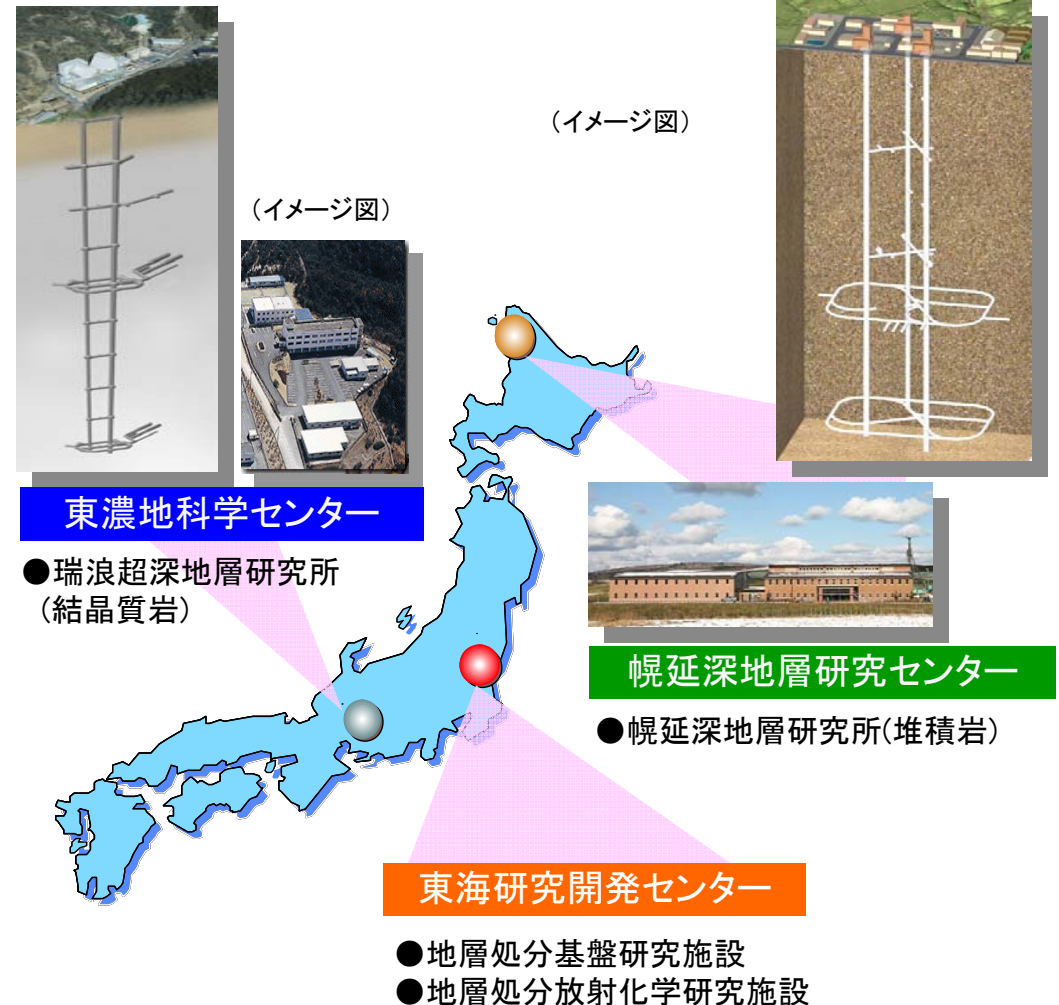 (イメージ図)
(イメージ図)
東濃地科学センター
●瑞浪超深地層研究所
(結晶質岩)
幌延深地層研究センター
●幌延深地層研究所(堆積岩)
東海研究開発センター
●地層処分基盤研究施設
●地層処分放射化学研究施設